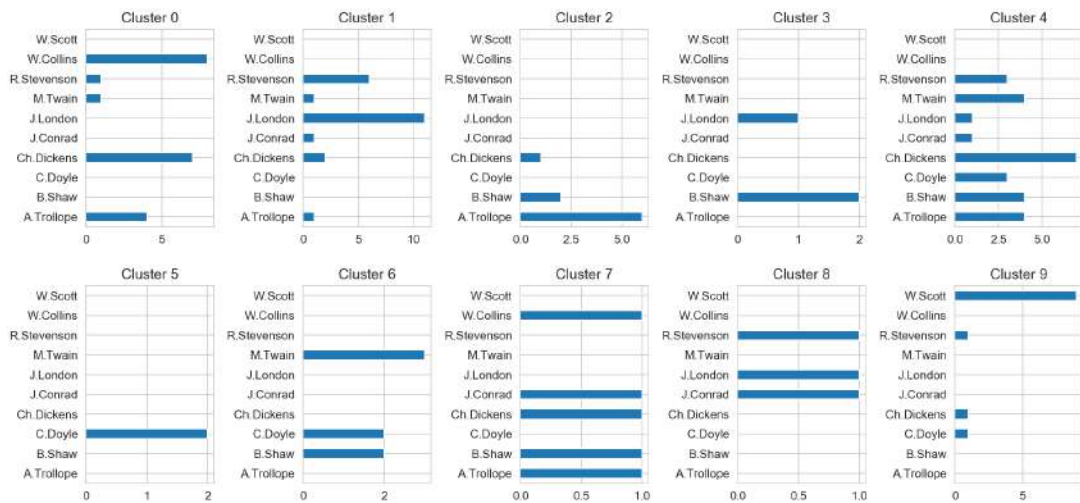 Cluster 0
W.Scott
W.Collins
R.Stevenson
M.Twain
J.London
J.Conrad
Ch.Dickens
C.Doyle
B.Shaw
A.Trollope
0 5
Cluster 1
W.Scott
W.Collins
R.Stevenson
M.Twain
J.London
J.Conrad
Ch.Dickens
C.Doyle
B.Shaw
A.Trollope
0 5 10
Cluster 2
W.Scott
W.Collins
R.Stevenson
M.Twain
J.London
J.Conrad
Ch.Dickens
C.Doyle
B.Shaw
A.Trollope
0.0 2.5 5.0
Cluster 3
W.Scott
W.Collins
R.Stevenson
M.Twain
J.London
J.Conrad
Ch.Dickens
C.Doyle
B.Shaw
A.Trollope
0 1 2
Cluster 4
W.Scott
W.Collins
R.Stevenson
M.Twain
J.London
J.Conrad
Ch.Dickens
C.Doyle
B.Shaw
A.Trollope
0.0 2.5 5.0
Cluster 5
W.Scott
W.Collins
R.Stevenson
M.Twain
J.London
J.Conrad
Ch.Dickens
C.Doyle
B.Shaw
A.Trollope
0 1 2
Cluster 6
W.Scott
W.Collins
R.Stevenson
M.Twain
J.London
J.Conrad
Ch.Dickens
C.Doyle
B.Shaw
A.Trollope
0 2
Cluster 7
W.Scott
W.Collins
R.Stevenson
M.Twain
J.London
J.Conrad
Ch.Dickens
C.Doyle
B.Shaw
A.Trollope
0.0 0.5 1.0
Cluster 8
W.Scott
W.Collins
R.Stevenson
M.Twain
J.London
J.Conrad
Ch.Dickens
C.Doyle
B.Shaw
A.Trollope
0.0 0.5 1.0
Cluster 9
W.Scott
W.Collins
R.Stevenson
M.Twain
J.London
J.Conrad
Ch.Dickens
C.Doyle
B.Shaw
A.Trollope
0 5